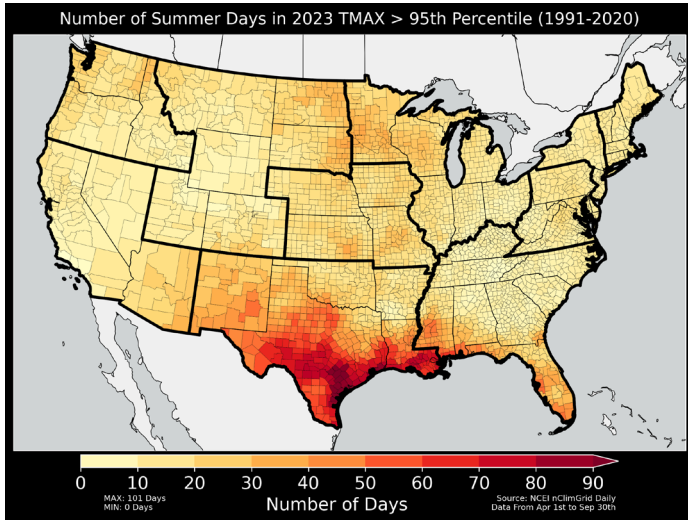 Number of Summer Days in 2023 TMAX > 95th Percentile (1991-2020)
0 10 20 30 40 50 60 70 80 90
MAX: 101 Days
MIN: 0 Days
Number of Days
Source: NCEI nClimGrid Daily
Data From Apr 1st to Sep 30th